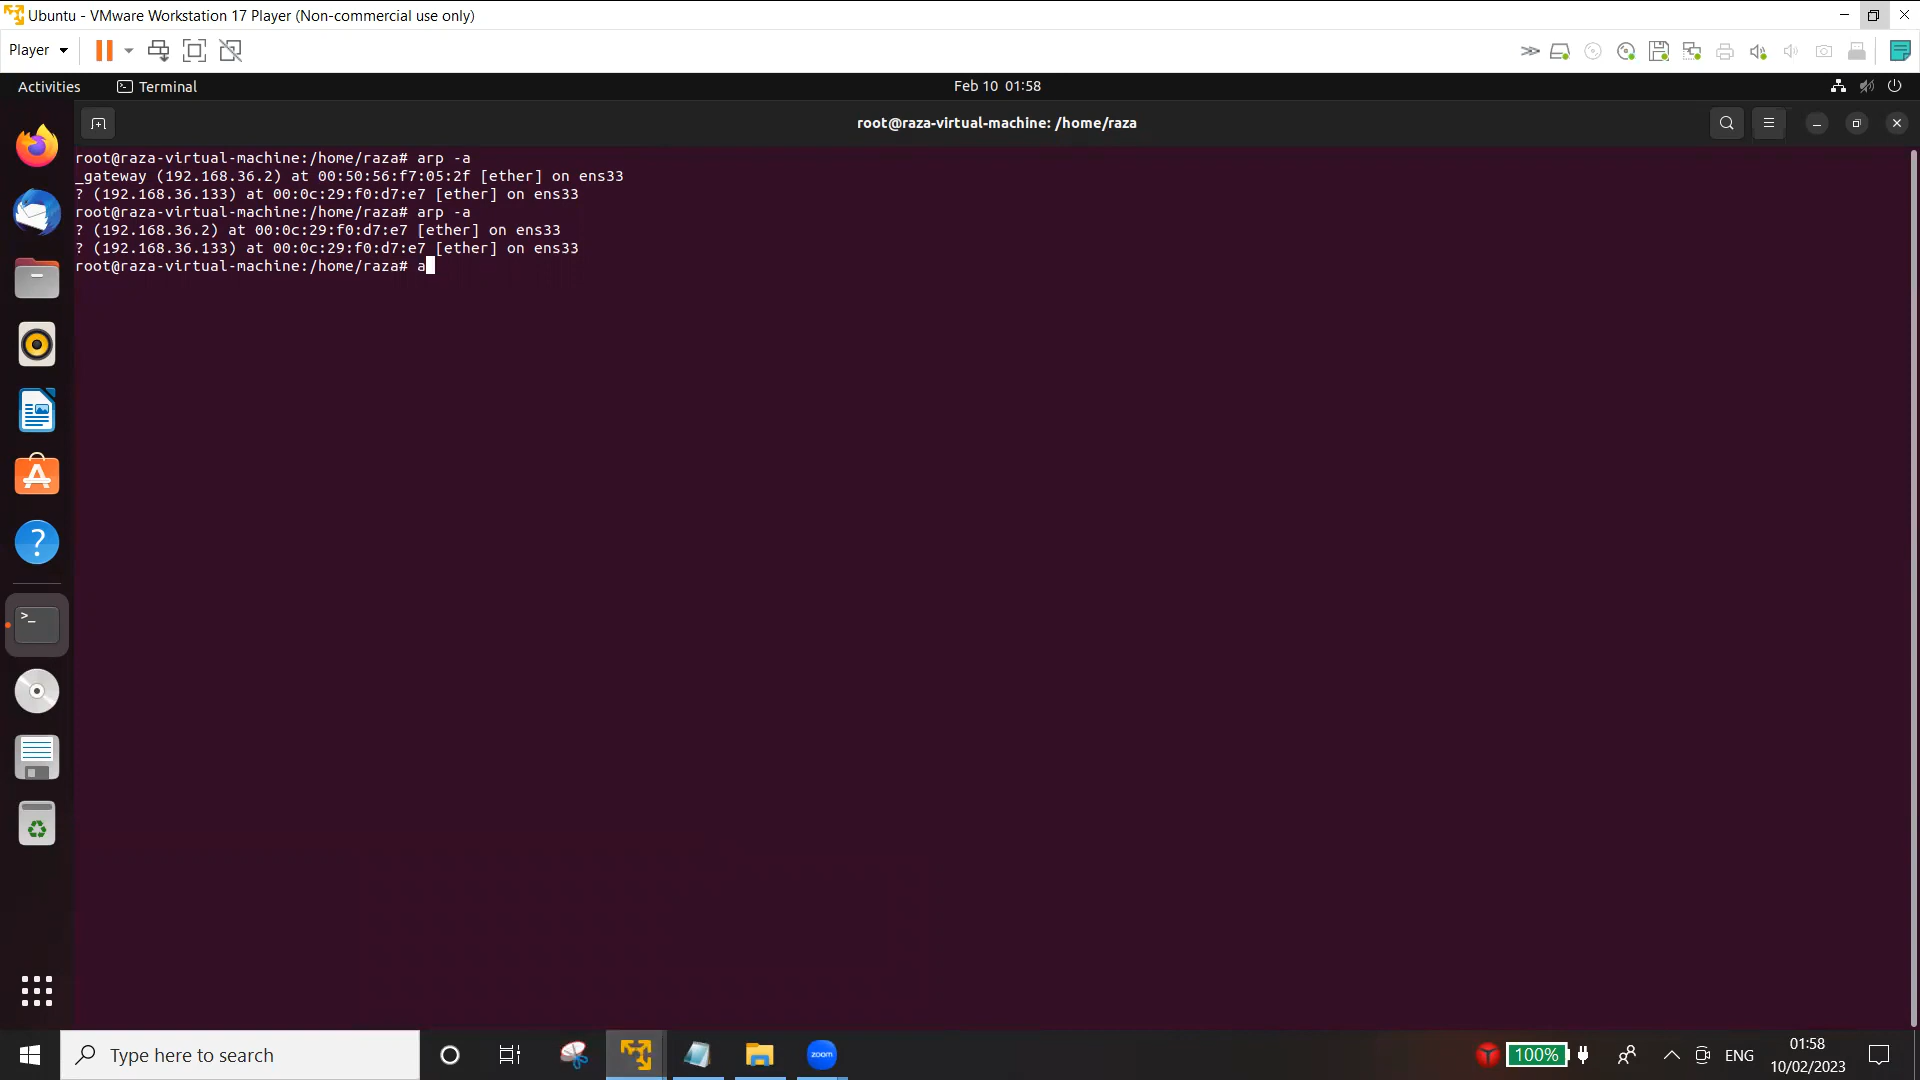 Ubuntu - VMware Workstation 17 Player (Non-commercial use only)
Player
Activities
Terminal
Feb 10 01:58
root@raza-virtual-machine: /home/raza
root@raza-virtual-machine:/home/raza# arp -a
_gateway (192.168.36.2) at 00:50:56:f7:05:2f [ether] on ens33
? (192.168.36.133) at 00:0c:29:f0:d7:e7 [ether] on ens33
root@raza-virtual-machine:/home/raza# arp -a
? (192.168.36.2) at 00:0c:29:f0:d7:e7 [ether] on ens33
? (192.168.36.133) at 00:0c:29:f0:d7:e7 [ether] on ens33
root@raza-virtual-machine:/home/raza# a
Type here to search
zoom
100%
ENG
01:58
10/02/2023